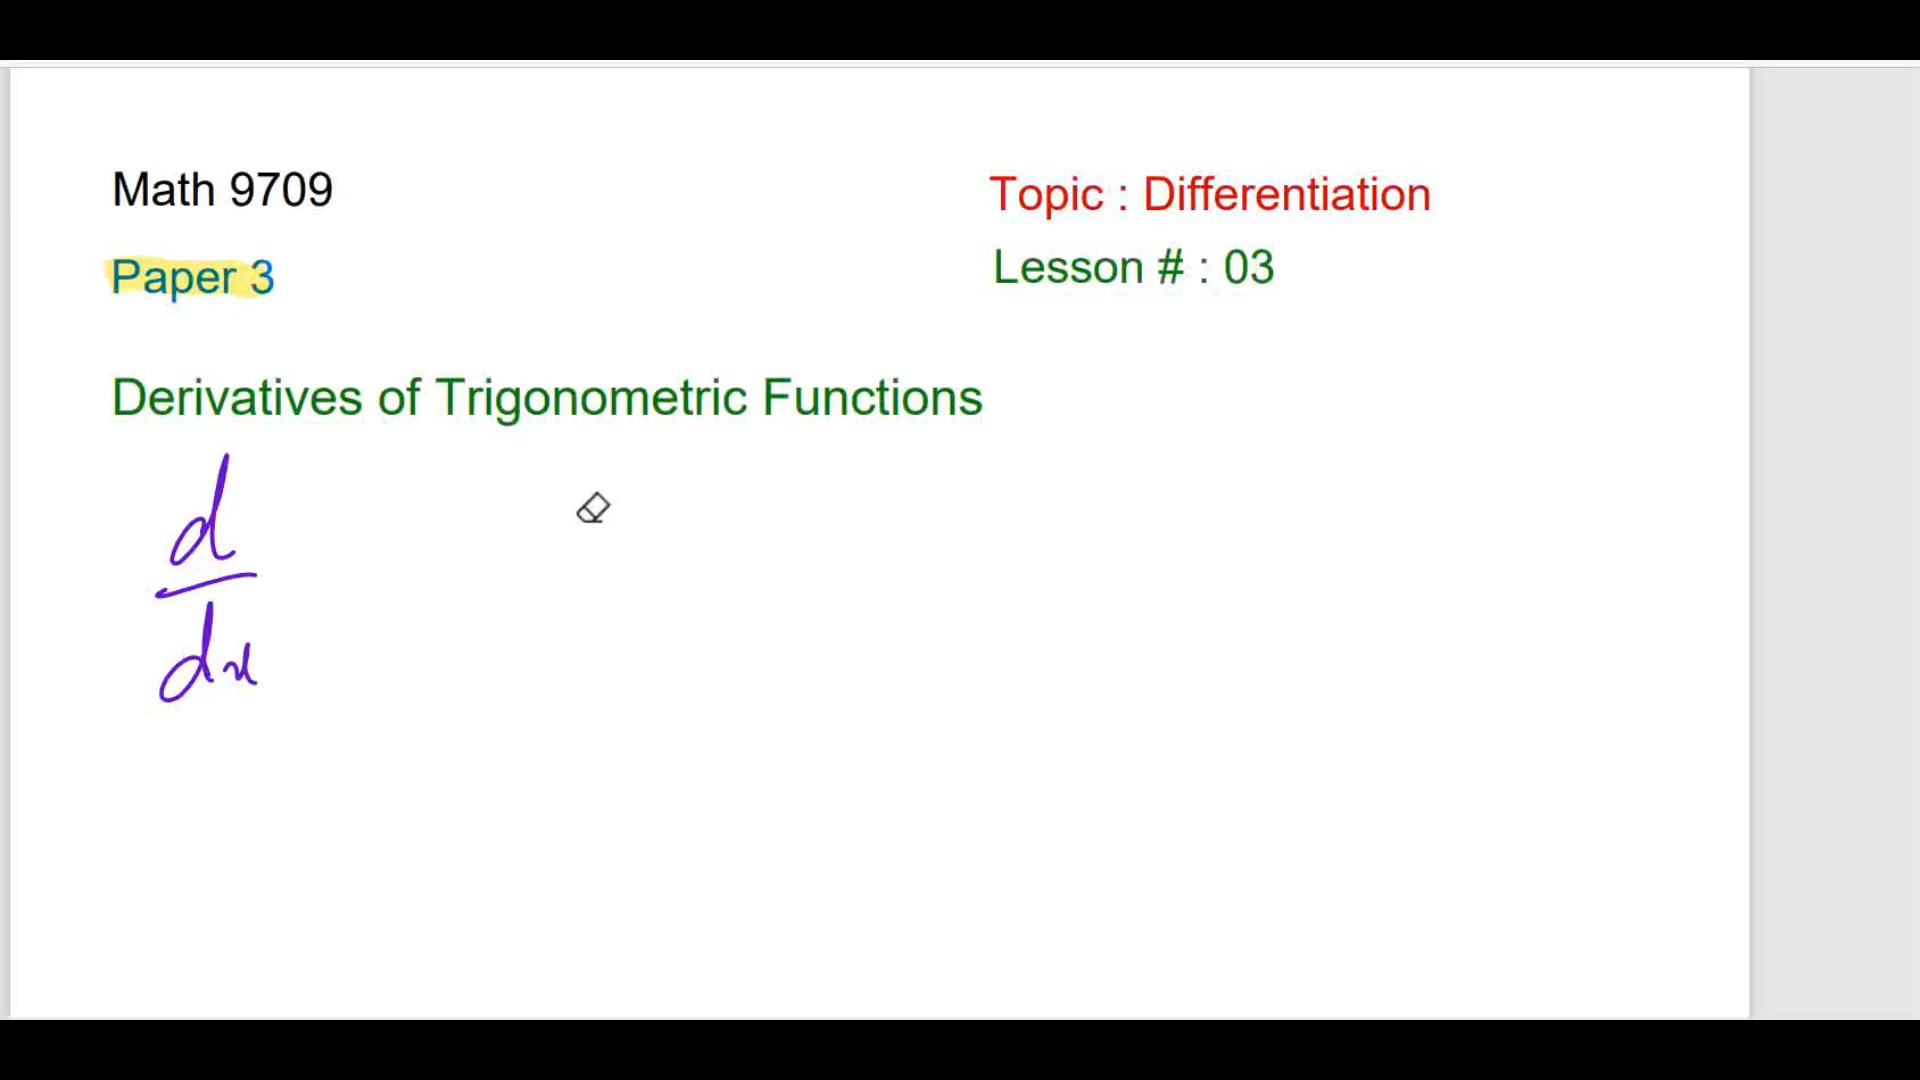 Math 9709
Topic : Differentiation
Paper 3
Lesson # : 03
Derivatives of Trigonometric Functions
d
dx